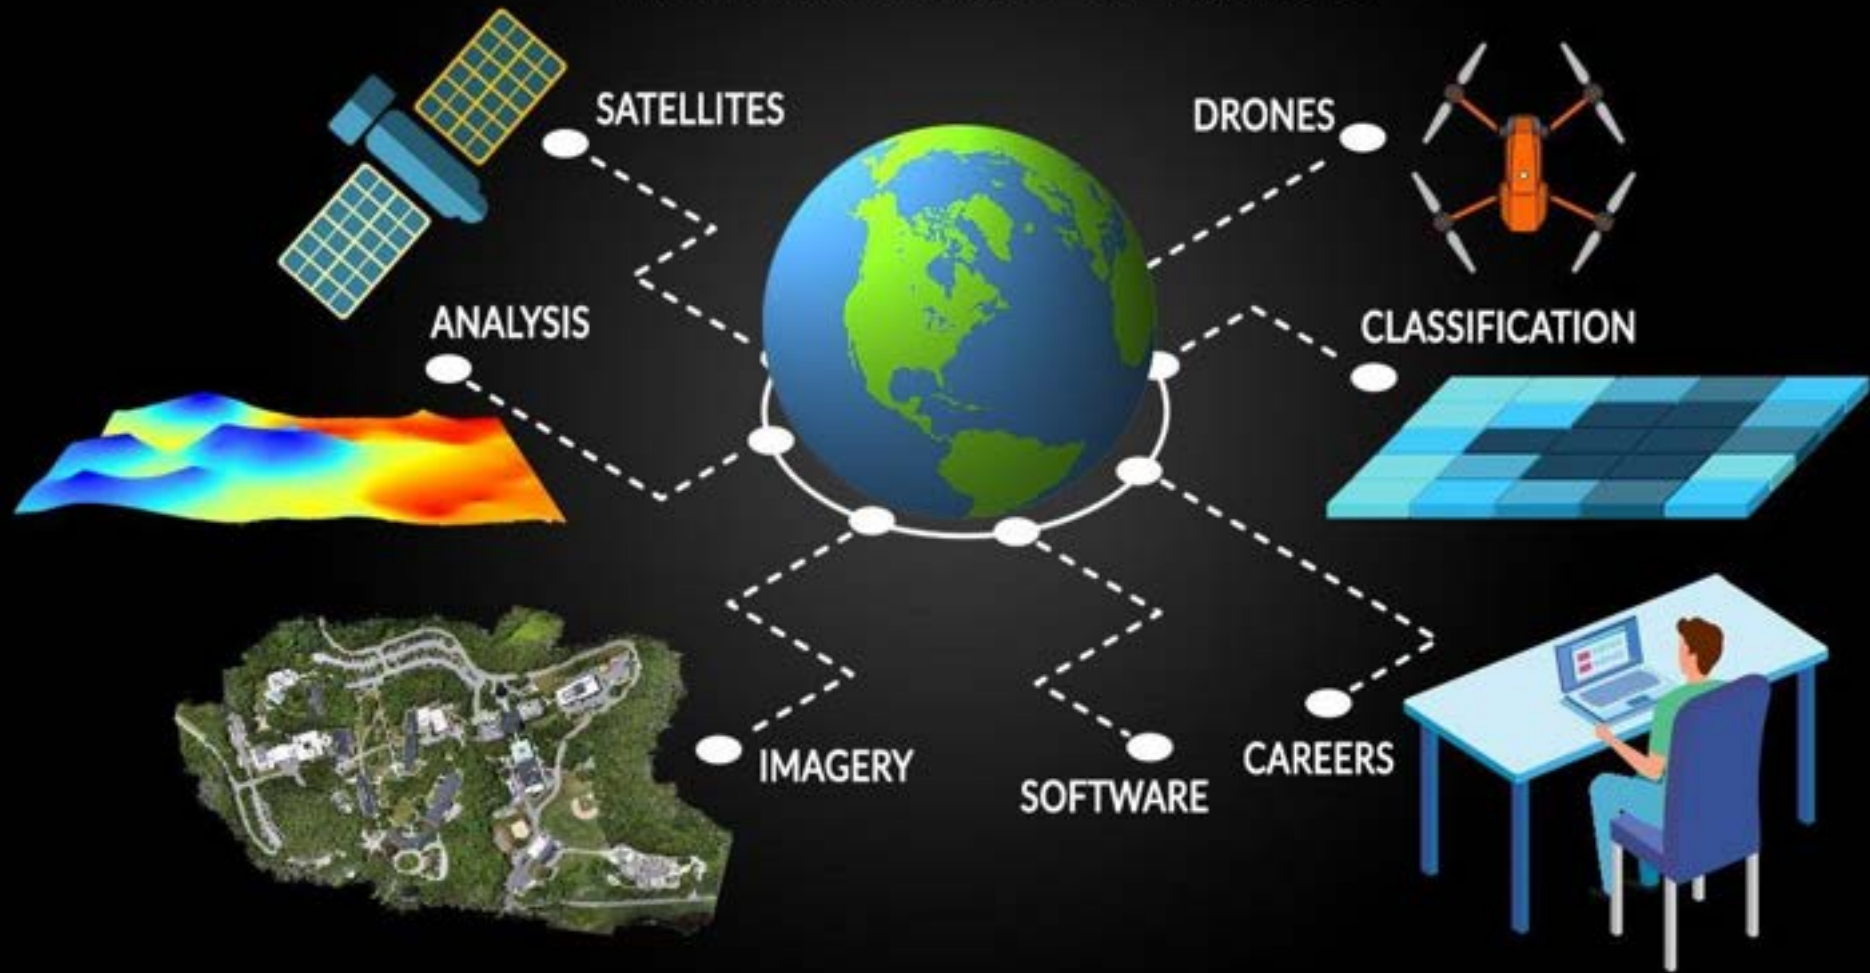 SATELLITES
DRONES
ANALYSIS
CLASSIFICATION
IMAGERY
SOFTWARE
CAREERS